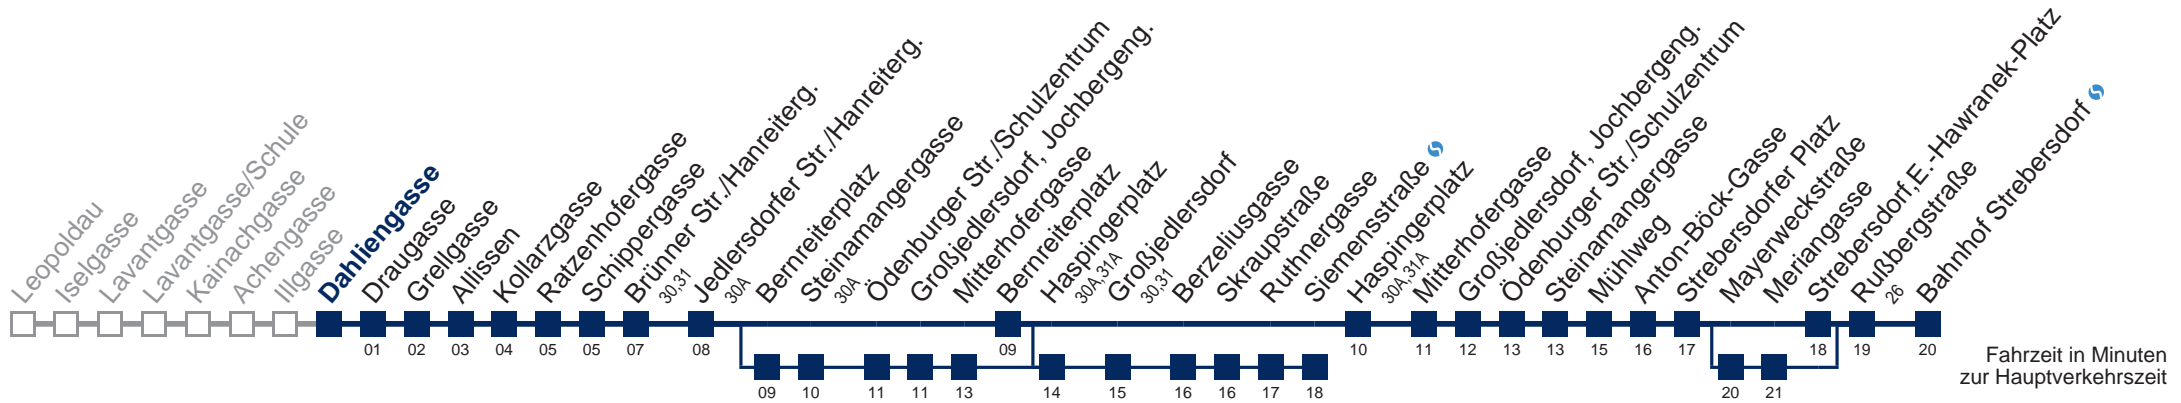 Leopoldau
Iselgasse
Lavantgasse
Lavantgasse/Schule
Kainachgasse
Achengasse
Illgasse
Dahliengasse
Draugasse
Grellgasse
Allissen
Kollarzgasse
Ratzenhofergasse
Schippergasse
Brünner Str./Hanreiterg.
30,31
Jedlersdorfer Str./Hanreiterg.
30A
Bernreiterplatz
Steinamangergasse
30A
Ödenburger Str./Schulzentrum
Großjedlersdorf, Jochbergeng.
Mitterhofergasse
Bernreiterplatz
Haspingerplatz
30A,31A
Großjedlersdorf
30,31
Berzeliusgasse
Skraupstraße
Ruthnergasse
Siemensstraße
Haspingerplatz
30A,31A
Mitterhofergasse
Großjedlersdorf, Jochbergeng.
Ödenburger Str./Schulzentrum
Steinamangergasse
Mühlweg
Anton-Böck-Gasse
Strebersdorfer Platz
Mayerweckstraße
Meriangasse
Strebersdorf,E.-Hawranek-Platz
Rußbergstraße
26
Bahnhof Strebersdorf
01 02 03 04 05 05 07 08 09 10 11 12 13 13 15 16 17 18 19 20
09 10 11 11 13 14 15 16 16 17 18 20 21
Fahrzeit in Minuten
zur Hauptverkehrszeit